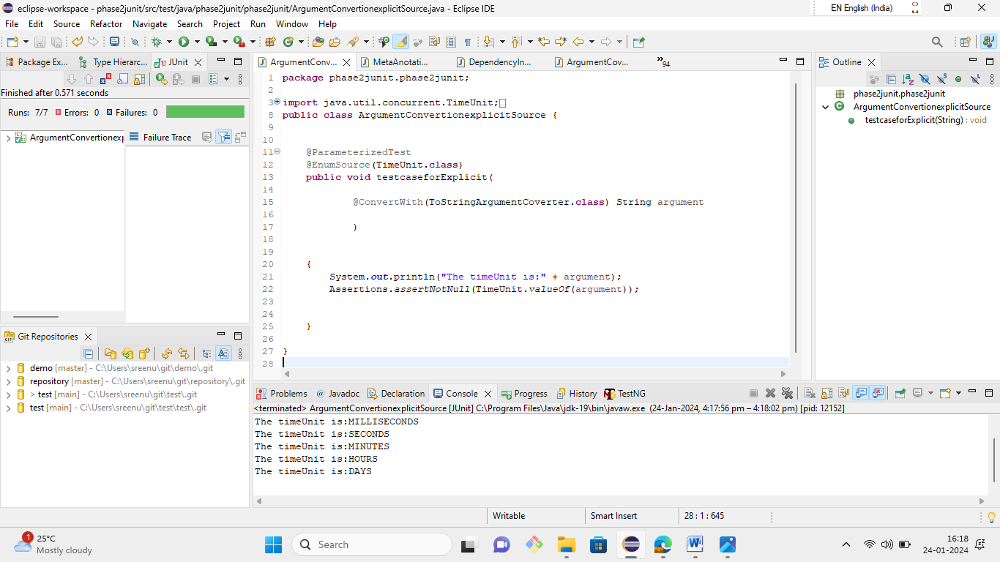 eclipse-workspace - phase2junit/src/test/java/phase2junit/phase2junit/ArgumentConvertionexplicitSource.java - Eclipse IDE
EN English (India)
File Edit Source Refactor Navigate Search Project Run Window Help
Package Ex... Type Hierarc... JUnit
Finished after 0.571 seconds
Runs: 7/7 Errors: 0 Failures: 0
ArgumentConvertionexp
Failure Trace
Git Repositories
demo [master] - C:\Users\sreenu\git\demo\.git
repository [master] - C:\Users\sreenu\git\repository\.git
> test [main] - C:\Users\sreenu\git\test\.git
test [main] - C:\Users\sreenu\git\test\test\.git
ArgumentConv... MetaAnotati... DependencyIn... ArgumentCov... »94
1 package phase2junit.phase2junit;
2
3 import java.util.concurrent.TimeUnit;
8 public class ArgumentConvertionexplicitSource {
9
10
11 @ParameterizedTest
12 @EnumSource(TimeUnit.class)
13 public void testcaseforExplicit(
14
15 @ConvertWith(ToStringArgumentCoverter.class) String argument
16
17 )
18
19
20 {
21 System.out.println("The timeUnit is:" + argument);
22 Assertions.assertNotNull(TimeUnit.valueOf(argument));
23
24
25 }
26
27 }
28
Outline
phase2junit.phase2junit
ArgumentConvertionexplicitSource
testcaseforExplicit(String) : void
Problems @ Javadoc Declaration Console Progress History TestNG
<terminated> ArgumentConvertionexplicitSource [JUnit] C:\Program Files\Java\jdk-19\bin\javaw.exe (24-Jan-2024, 4:17:56 pm – 4:18:02 pm) [pid: 12152]
The timeUnit is:MILLISECONDS
The timeUnit is:SECONDS
The timeUnit is:MINUTES
The timeUnit is:HOURS
The timeUnit is:DAYS
Writable Smart Insert 28 : 1 : 645
1
25°C
Mostly cloudy
Search
16:18
24-01-2024